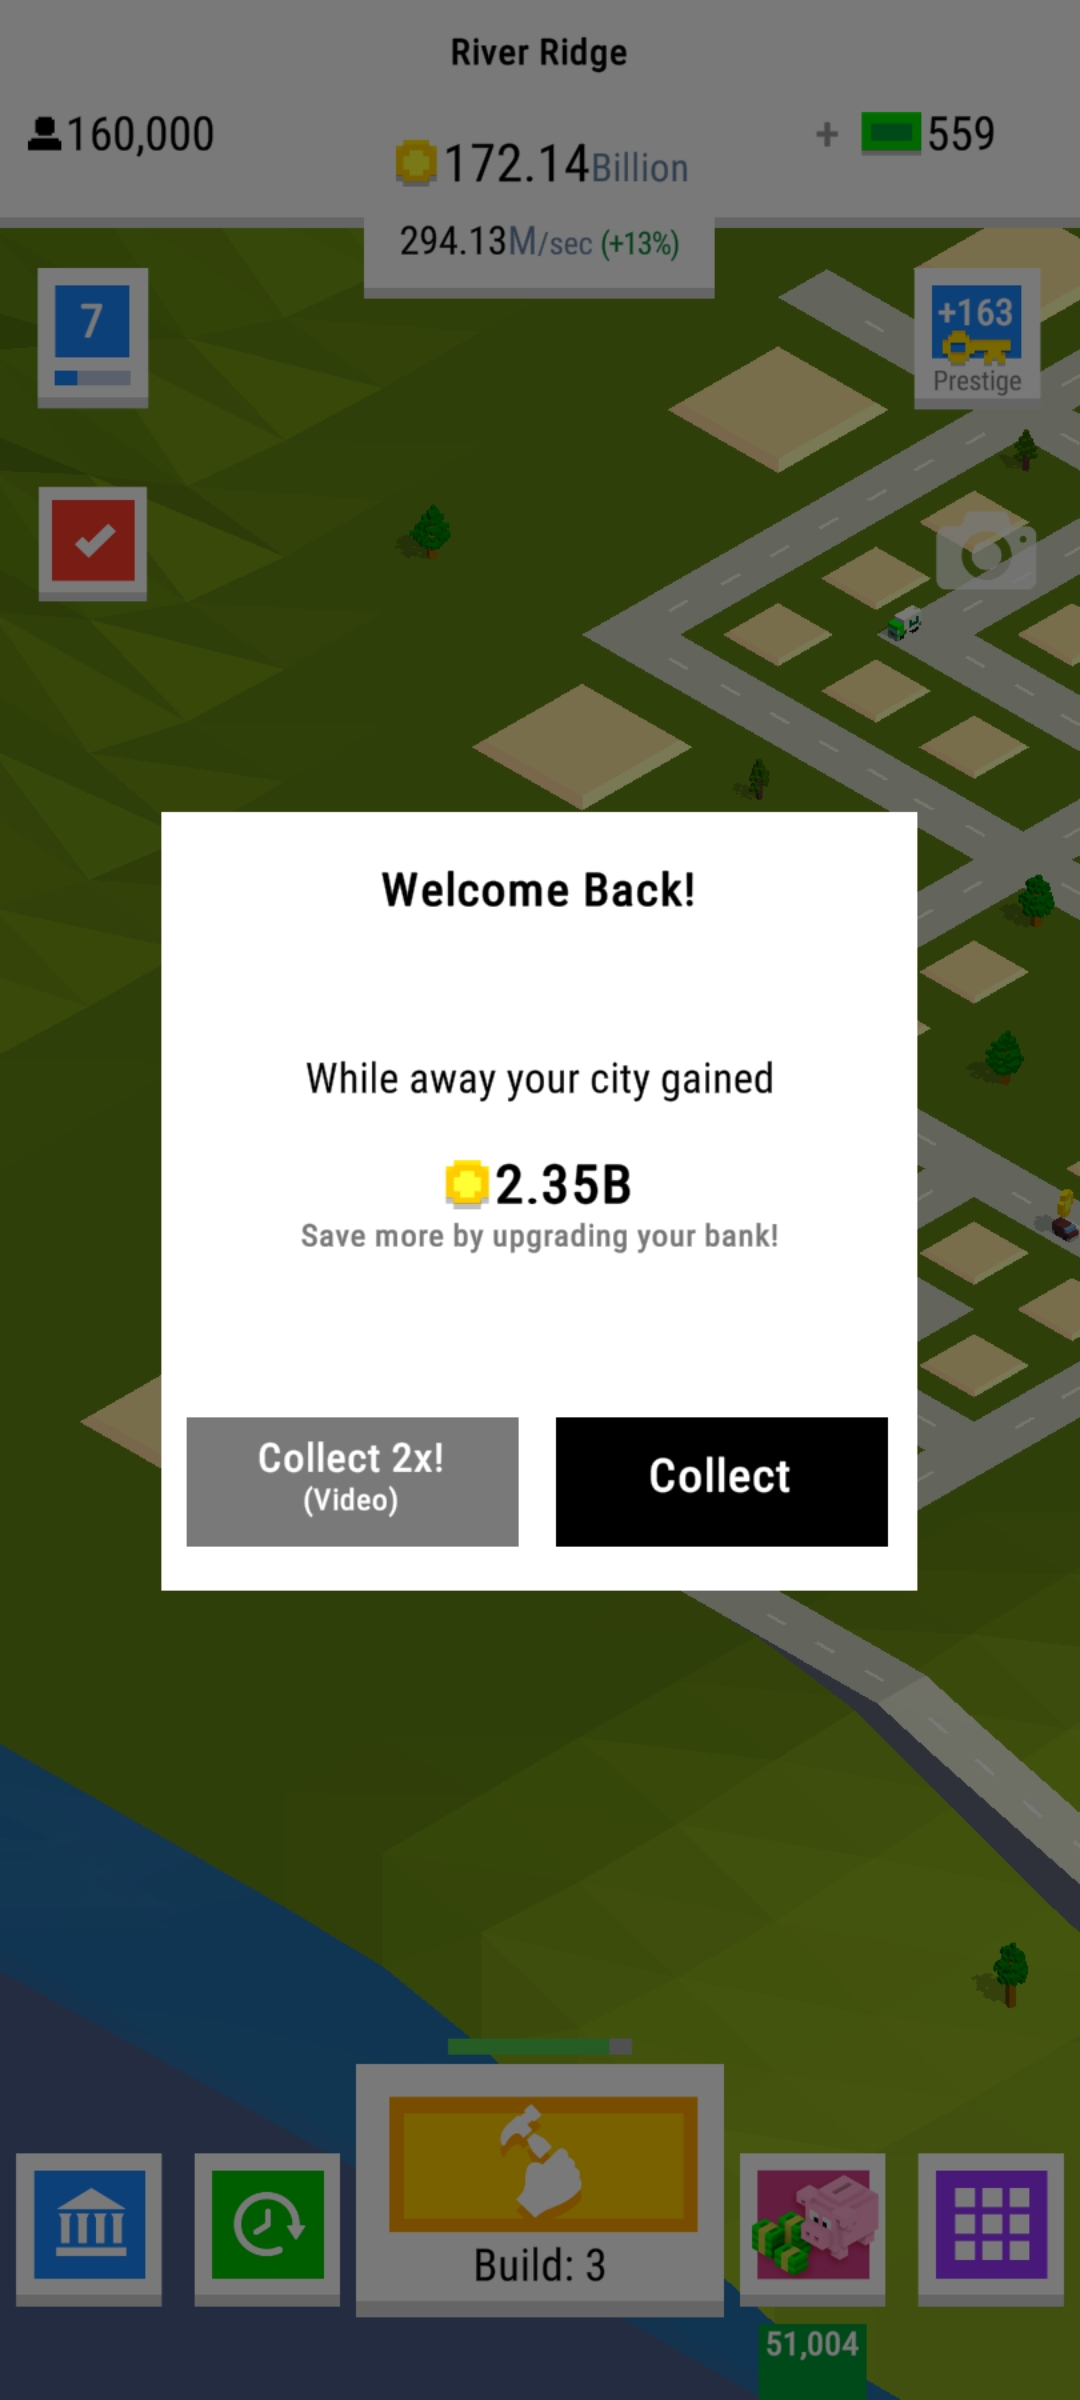 River Ridge
160,000
172.14Billion
+ 559
294.13M/sec (+13%)
7
+163
Prestige
Welcome Back!
While away your city gained
2.35B
Save more by upgrading your bank!
Collect 2x!
(Video)
Collect
Build: 3
51,004